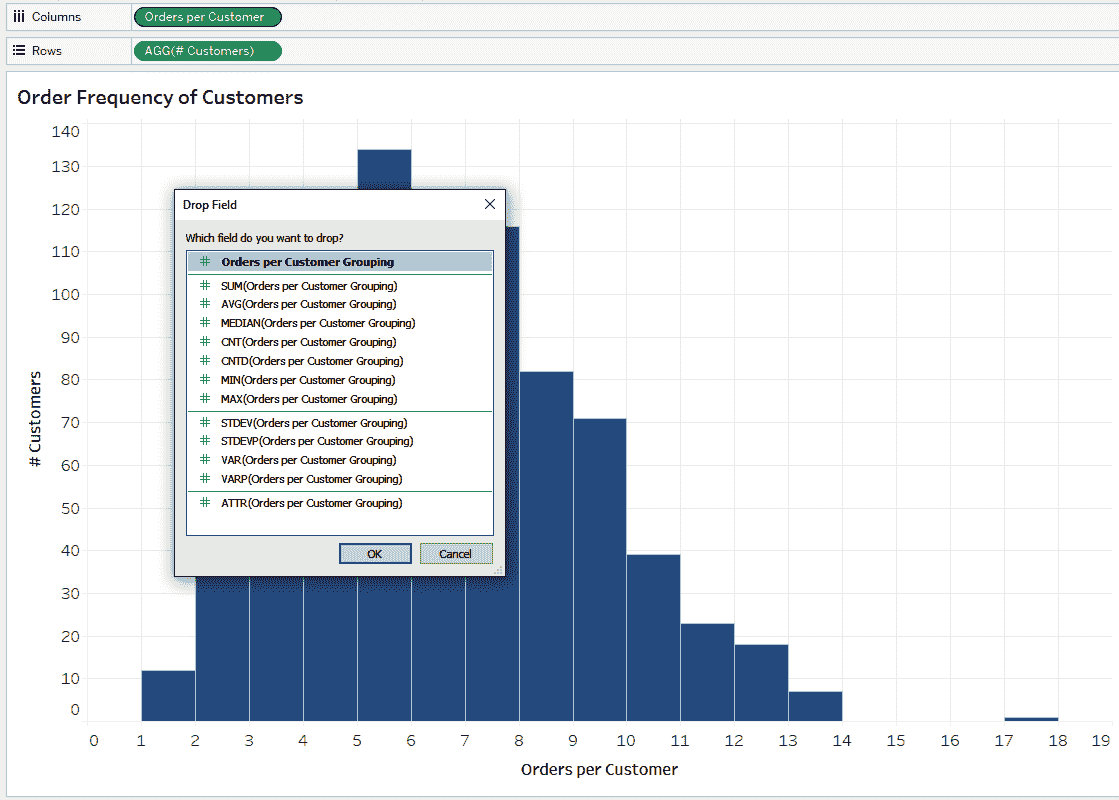 Columns
Orders per Customer
Rows
AGG(# Customers)
Order Frequency of Customers
140
130
120
110
100
90
80
70
60
50
40
30
20
10
0
# Customers
Drop Field
Which field do you want to drop?
# Orders per Customer Grouping
# SUM(Orders per Customer Grouping)
# AVG(Orders per Customer Grouping)
# MEDIAN(Orders per Customer Grouping)
# CNT(Orders per Customer Grouping)
# CNTD(Orders per Customer Grouping)
# MIN(Orders per Customer Grouping)
# MAX(Orders per Customer Grouping)
# STDEV(Orders per Customer Grouping)
# STDEVP(Orders per Customer Grouping)
# VAR(Orders per Customer Grouping)
# VARP(Orders per Customer Grouping)
# ATTR(Orders per Customer Grouping)
OK Cancel
0 1 2 3 4 5 6 7 8 9 10 11 12 13 14 15 16 17 18 19
Orders per Customer